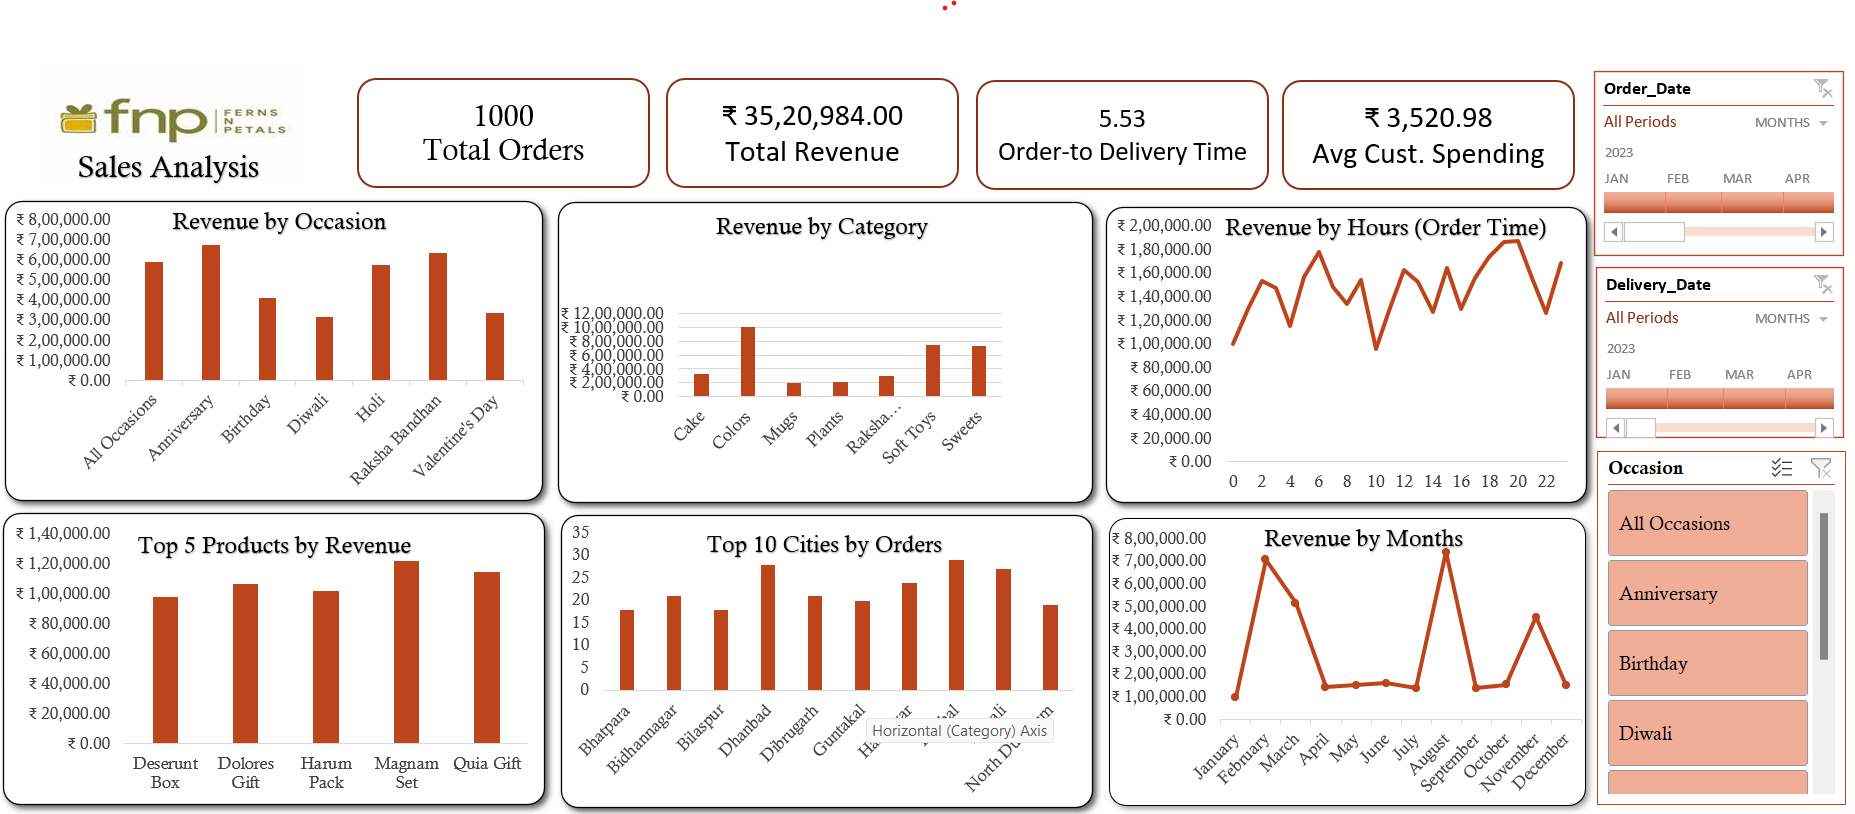 fnp FERNS N PETALS
Sales Analysis
1000
Total Orders
₹ 35,20,984.00
Total Revenue
5.53
Order-to Delivery Time
₹ 3,520.98
Avg Cust. Spending
Order_Date
All Periods MONTHS
2023
JAN FEB MAR APR
Delivery_Date
All Periods MONTHS
2023
JAN FEB MAR APR
Occasion
All Occasions
Anniversary
Birthday
Diwali
Revenue by Occasion
₹ 8,00,000.00
₹ 7,00,000.00
₹ 6,00,000.00
₹ 5,00,000.00
₹ 4,00,000.00
₹ 3,00,000.00
₹ 2,00,000.00
₹ 1,00,000.00
₹ 0.00
All Occasions
Anniversary
Birthday
Diwali
Holi
Raksha Bandhan
Valentine's Day
Revenue by Category
₹ 12,00,000.00
₹ 10,00,000.00
₹ 8,00,000.00
₹ 6,00,000.00
₹ 4,00,000.00
₹ 2,00,000.00
₹ 0.00
Cake
Colors
Mugs
Plants
Raksha...
Soft Toys
Sweets
Revenue by Hours (Order Time)
₹ 2,00,000.00
₹ 1,80,000.00
₹ 1,60,000.00
₹ 1,40,000.00
₹ 1,20,000.00
₹ 1,00,000.00
₹ 80,000.00
₹ 60,000.00
₹ 40,000.00
₹ 20,000.00
₹ 0.00
0 2 4 6 8 10 12 14 16 18 20 22
Top 5 Products by Revenue
₹ 1,40,000.00
₹ 1,20,000.00
₹ 1,00,000.00
₹ 80,000.00
₹ 60,000.00
₹ 40,000.00
₹ 20,000.00
₹ 0.00
Deserunt Box
Dolores Gift
Harum Pack
Magnam Set
Quia Gift
Top 10 Cities by Orders
35
30
25
20
15
10
5
0
Bhatpara
Bidhannagar
Bilaspur
Dhanbad
Dibrugarh
Guntakal
North
Horizontal (Category) Axis
Revenue by Months
₹ 8,00,000.00
₹ 7,00,000.00
₹ 6,00,000.00
₹ 5,00,000.00
₹ 4,00,000.00
₹ 3,00,000.00
₹ 2,00,000.00
₹ 1,00,000.00
₹ 0.00
January
February
March
April
May
June
July
August
September
October
November
December